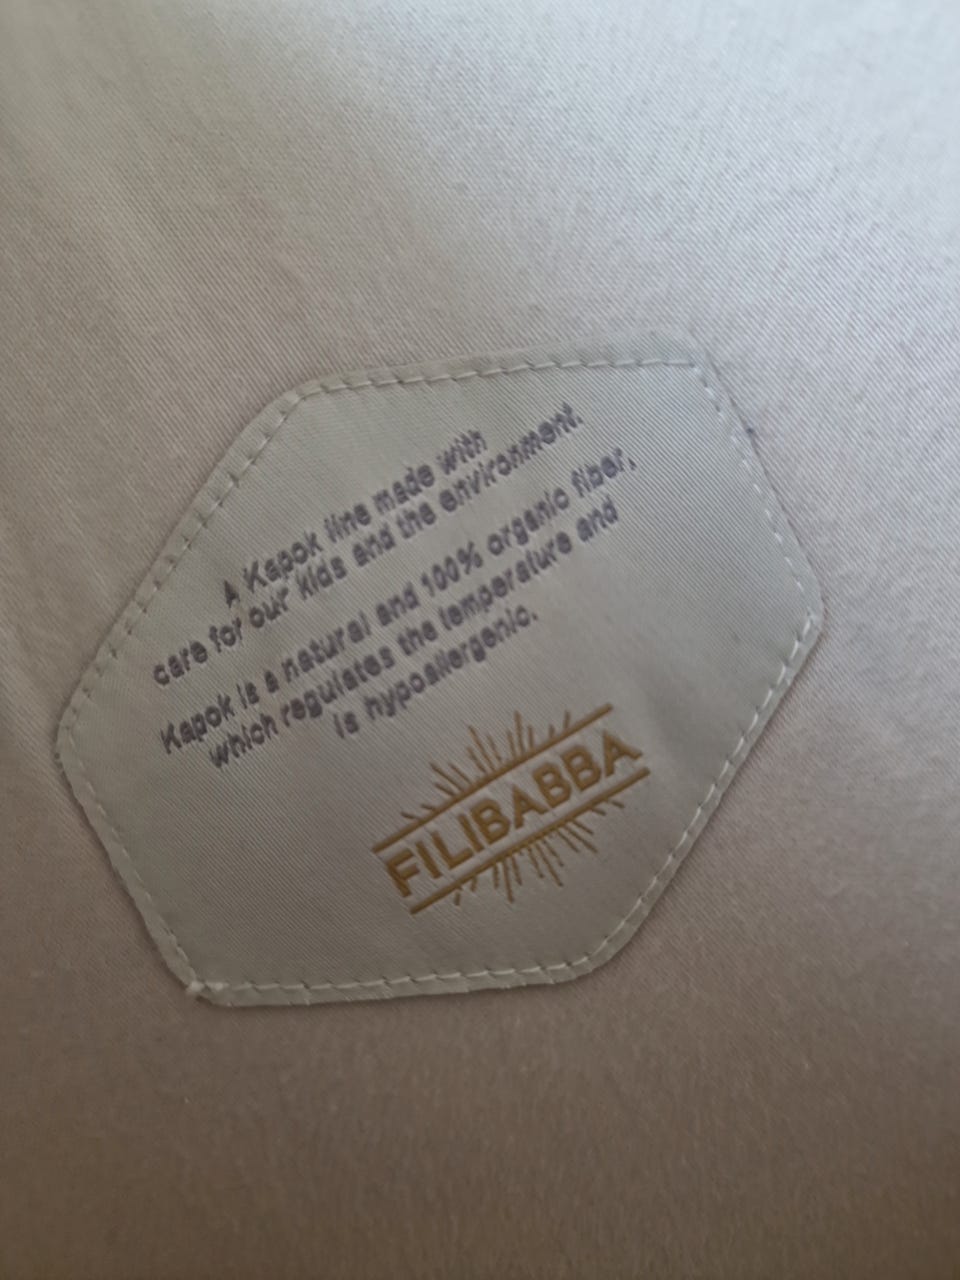 A Kapok line made with
care for our kids and the environment.
Kapok is a natural and 100% organic fiber,
which regulates the temperature and
is hypoallergenic.
FILIBABBA